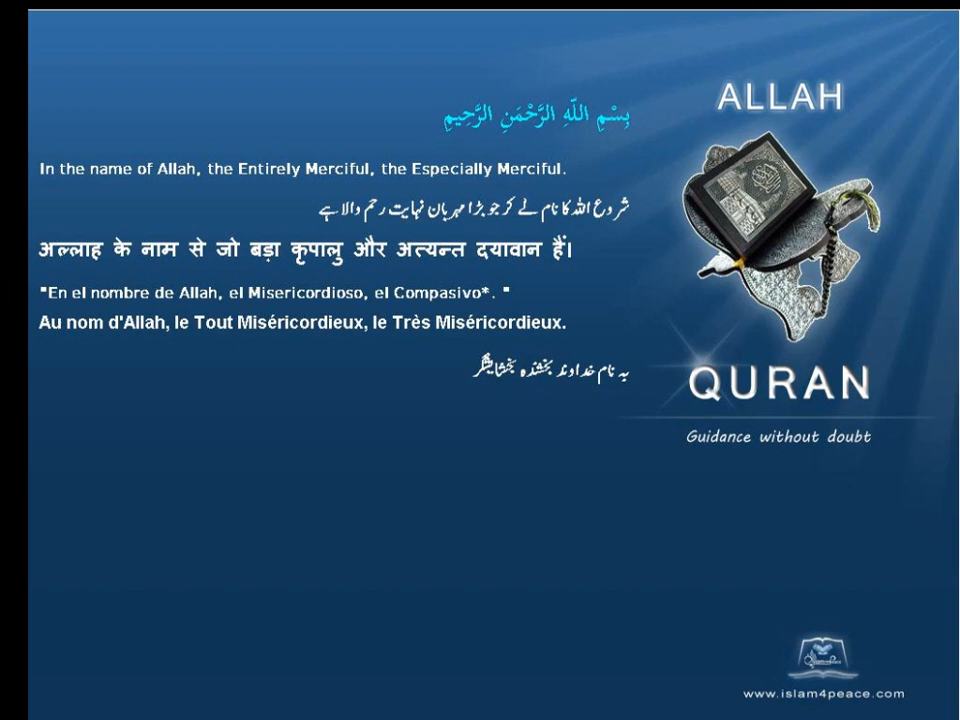 بِسْمِ اللّهِ الرَّحْمَنِ الرَّحِيمِ
In the name of Allah, the Entirely Merciful, the Especially Merciful.
شروع اللہ کا نام لے کر جو بڑا مہربان نہایت رحم والا ہے
अल्लाह के नाम से जो बड़ा कृपालु और अत्यन्त दयावान हैं।
"En el nombre de Allah, el Misericordioso, el Compasivo*. "
Au nom d'Allah, le Tout Miséricordieux, le Très Miséricordieux.
به نام خداوند بخشنده بخشایشگر
ALLAH
QURAN
Guidance without doubt
www.islam4peace.com